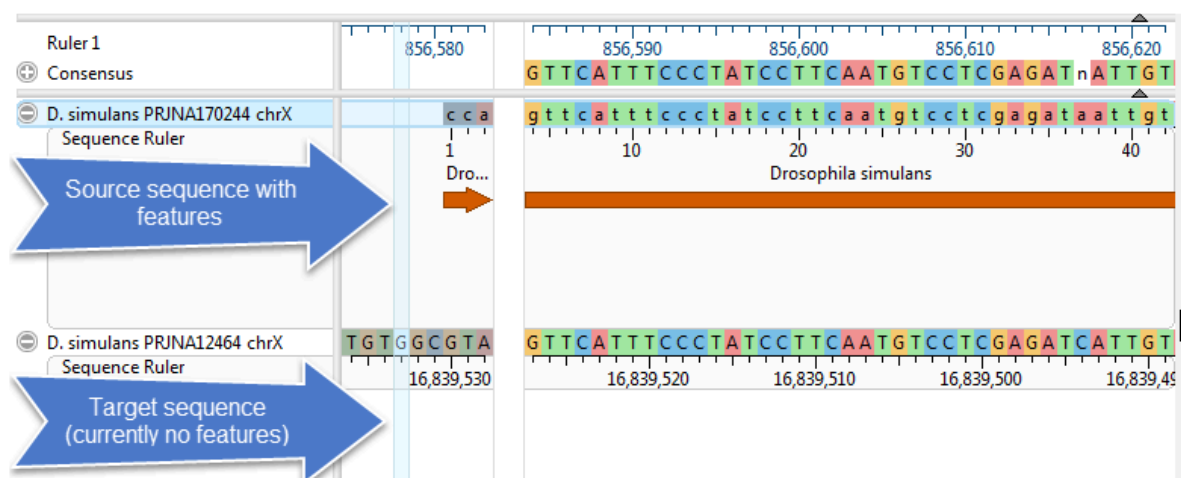 Ruler 1 856,580 856,590 856,600 856,610 856,620
Consensus GTTCATTTCCCTATCCTTCAATGTCCTCGAGATnATTGT
D. simulans PRJNA170244 chrX cca gttcatttccctatccttcaatgtcctcgagataattgt
Sequence Ruler 1 10 20 30 40
Dro... Drosophila simulans
Source sequence with
features
D. simulans PRJNA12464 chrX TGTGGCGTA GTTCATTTCCCTATCCTTCAATGTCCTCGAGATCATTGT
Sequence Ruler 16,839,530 16,839,520 16,839,510 16,839,500 16,839,49
Target sequence
(currently no features)